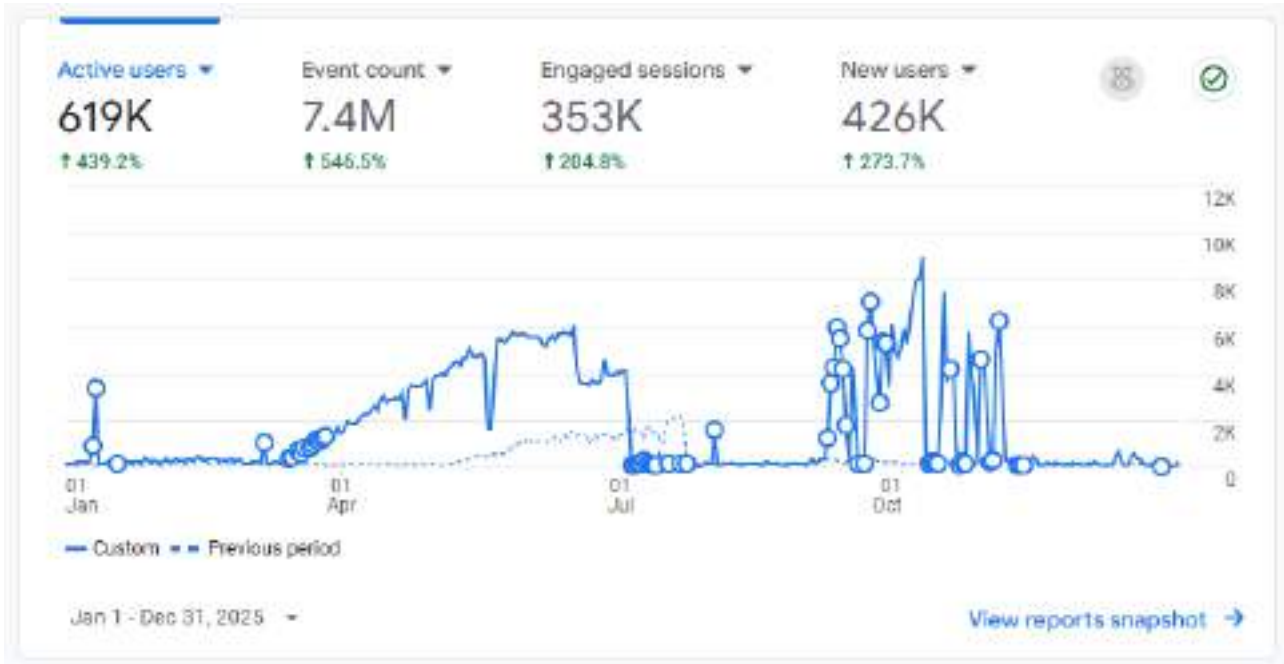 Active users
619K
↑ 439.2%
Event count
7.4M
↑ 546.5%
Engaged sessions
353K
↑ 204.8%
New users
426K
↑ 273.7%
12K
10K
8K
6K
4K
2K
0
01
Jan
01
Apr
01
Jul
01
Oct
Custom
Previous period
Jan 1 - Dec 31, 2025
View reports snapshot →